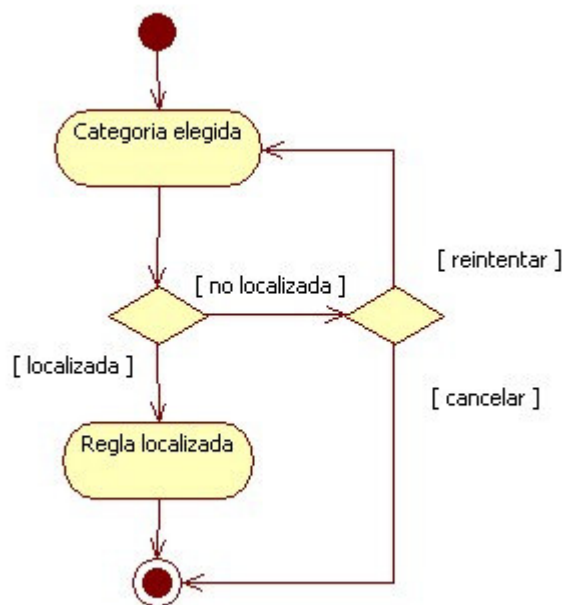 Categoria elegida
[ reintentar ]
[ no localizada ]
[ localizada ]
[ cancelar ]
Regla localizada